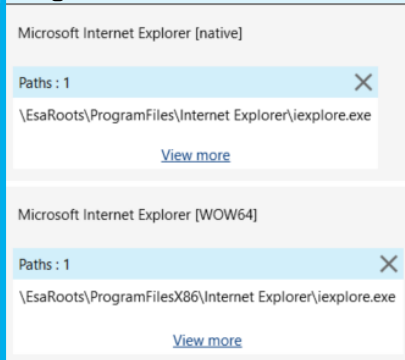 Microsoft Internet Explorer [native]
Paths : 1
\EsaRoots\ProgramFiles\Internet Explorer\iexplore.exe
View more
Microsoft Internet Explorer [WOW64]
Paths : 1
\EsaRoots\ProgramFilesX86\Internet Explorer\iexplore.exe
View more